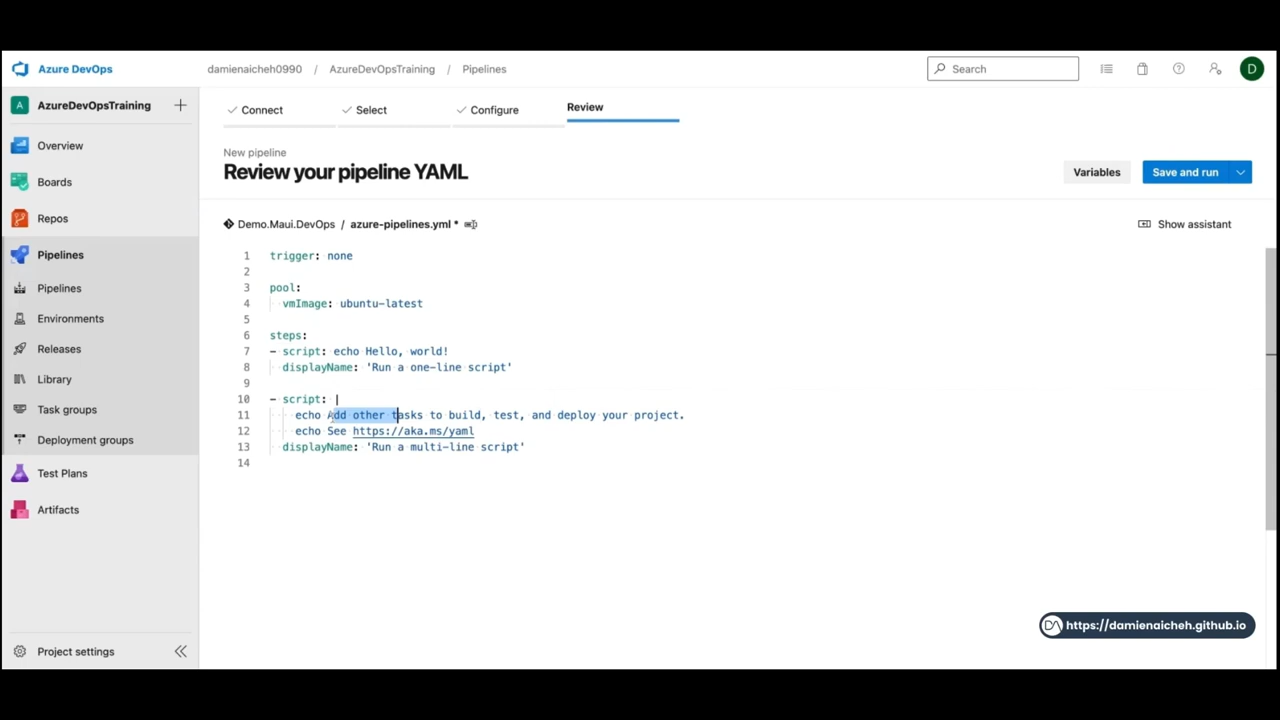 Azure DevOps
damienaicheh0990 / AzureDevOpsTraining / Pipelines
Search
D
A AzureDevOpsTraining
Overview
Boards
Repos
Pipelines
Pipelines
Environments
Releases
Library
Task groups
Deployment groups
Test Plans
Artifacts
Project settings
Connect
Select
Configure
Review
New pipeline
Review your pipeline YAML
Variables
Save and run
Demo.Maui.DevOps / azure-pipelines.yml *
Show assistant
1 trigger: none
2
3 pool:
4 vmImage: ubuntu-latest
5
6 steps:
7 - script: echo Hello, world!
8 displayName: 'Run a one-line script'
9
10 - script: |
11 echo Add other tasks to build, test, and deploy your project.
12 echo See https://aka.ms/yaml
13 displayName: 'Run a multi-line script'
14
DA https://damienaicheh.github.io